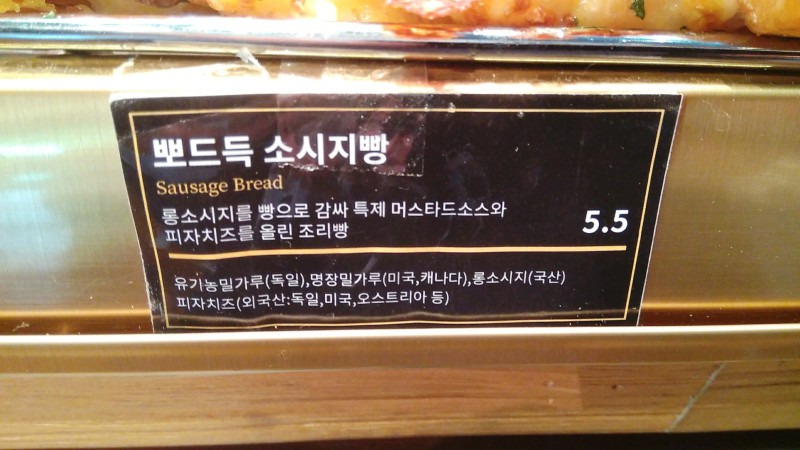 뽀드득 소시지빵
Sausage Bread
롱소시지를 빵으로 감싸 특제 머스타드소스와
피자치즈를 올린 조리빵
5.5
유기농밀가루(독일),명장밀가루(미국,캐나다),롱소시지(국산)
피자치즈(외국산:독일,미국,오스트리아 등)